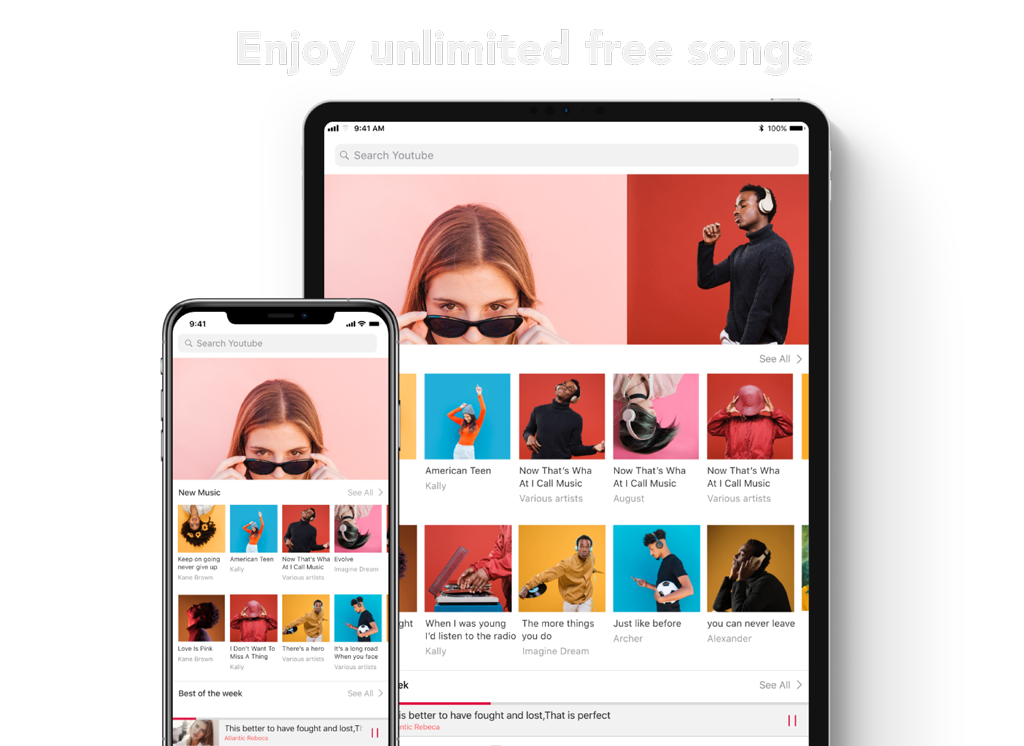 Enjoy unlimited free songs
9:41 AM
100%
Search Youtube
See All
American Teen
Kally
Now That's Wha
At I Call Music
Various artists
Now That's Wha
At I Call Music
August
Now That's Wha
At I Call Music
Various artists
ght
When I was young
I'd listen to the radio
Kally
The more things
you do
Imagine Dream
Just like before
Archer
you can never leave
Alexander
ek
See All
is better to have fought and lost,That is perfect
ntic Rebeca
9:41
Search Youtube
New Music
See All
Keep on going
never give up
Kane Brown
American Teen
Kally
Now That's Wha
At I Call Music
Various artists
Evolve
Imagine Dream
Love Is Pink
Kane Brown
I Don't Want To
Miss A Thing
Kally
There's a hero
Various artists
It's a long road
When you face
Various artists
Best of the week
See All
This better to have fought and lost,T
Atlantic Rebeca